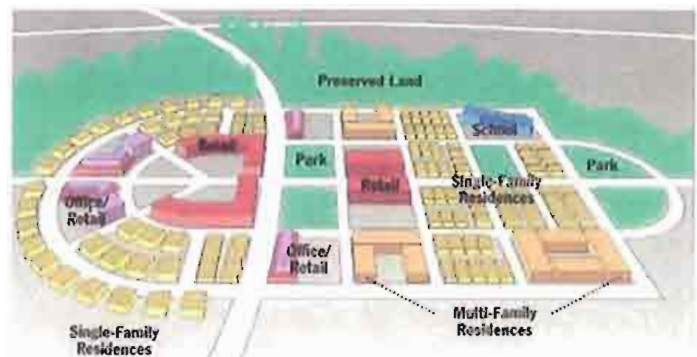 Preserved Land
School
Retail
Park
Park
Retail
Single-Family
Residences
Office/
Retail
Office/
Retail
Multi-Family
Residences
Single-Family
Residences